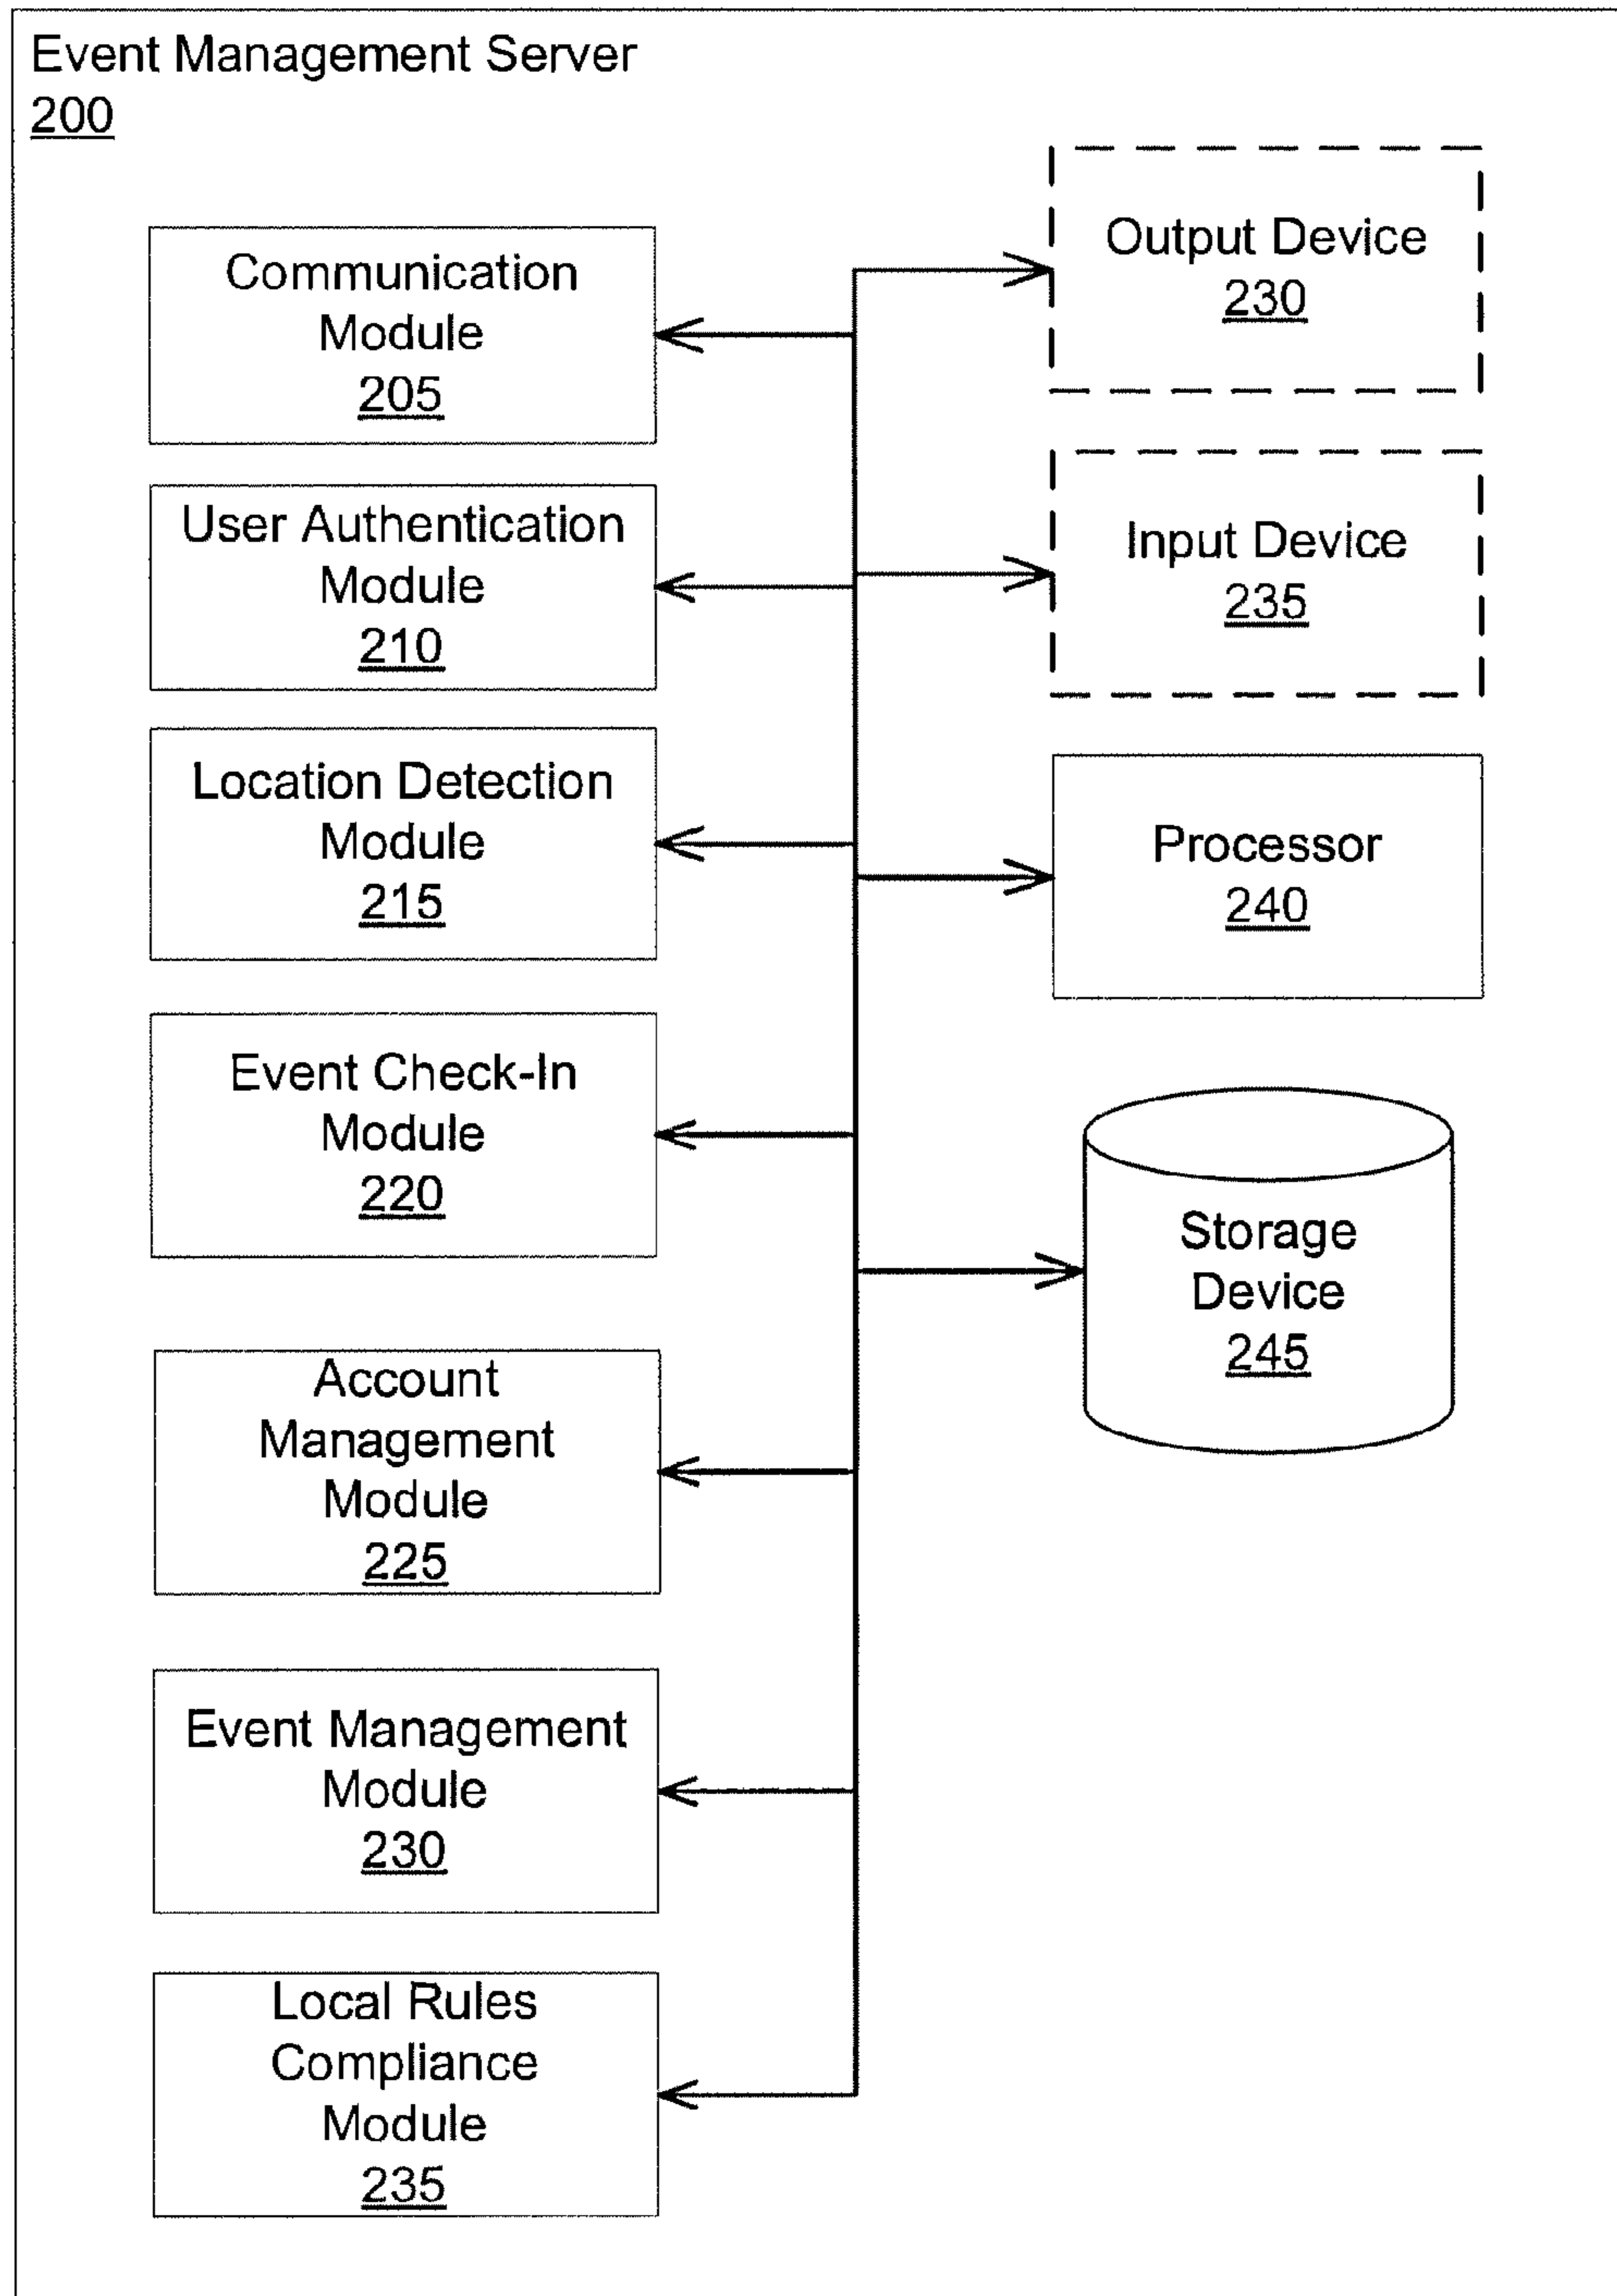 Event Management Server
200
Communication
Module
205
User Authentication
Module
210
Location Detection
Module
215
Event Check-In
Module
220
Account
Management
Module
225
Event Management
Module
230
Local Rules
Compliance
Module
235
Output Device
230
Input Device
235
Processor
240
Storage
Device
245